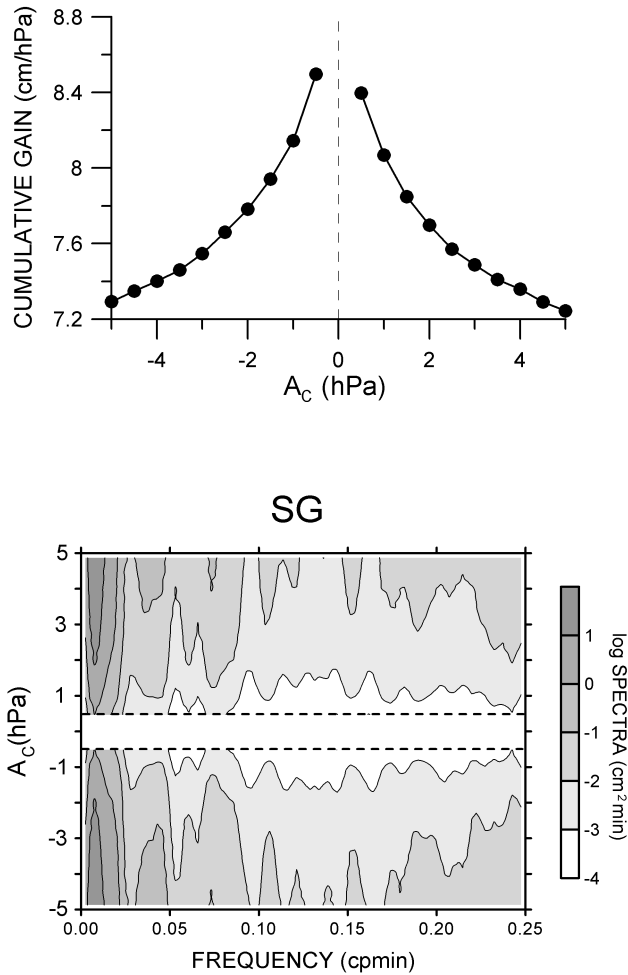 8.8
8.4
8
7.6
7.2
CUMULATIVE GAIN (cm/hPa)
-4 -2 0 2 4
A_C (hPa)
SG
5
3
1
-1
-3
-5
A_C(hPa)
0.00 0.05 0.10 0.15 0.20 0.25
FREQUENCY (cpmin)
1
0
-1
-2
-3
-4
log SPECTRA (cm² min)